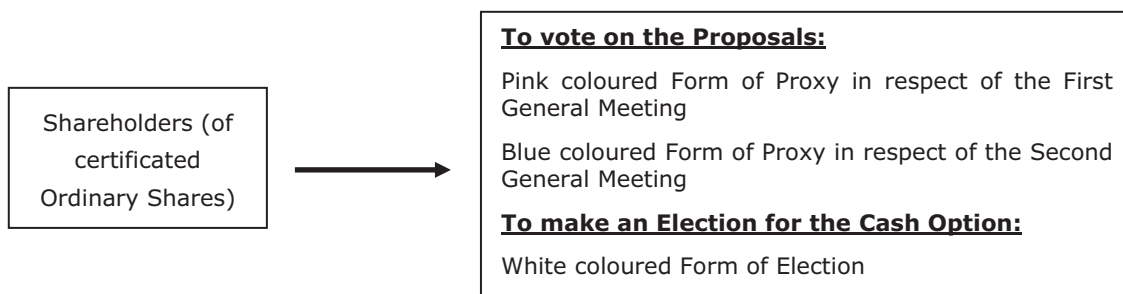 Shareholders (of
certificated
Ordinary Shares)
To vote on the Proposals:
Pink coloured Form of Proxy in respect of the First
General Meeting
Blue coloured Form of Proxy in respect of the Second
General Meeting
To make an Election for the Cash Option:
White coloured Form of Election